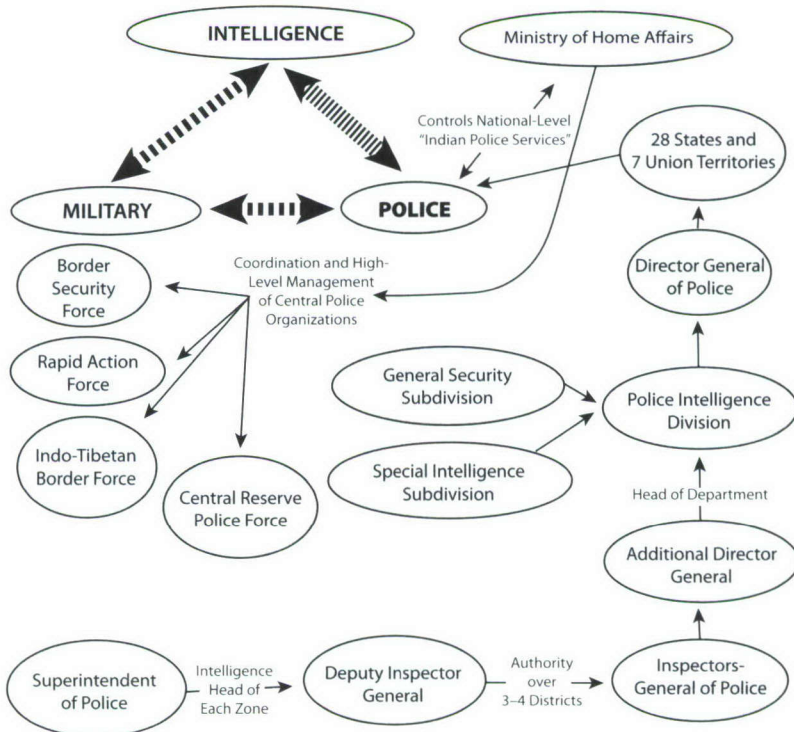 INTELLIGENCE
Ministry of Home Affairs
Controls National-Level
"Indian Police Services"
28 States and
7 Union Territories
MILITARY
POLICE
Border
Security
Force
Coordination and High-
Level Management
of Central Police
Organizations
Director General
of Police
Rapid Action
Force
General Security
Subdivision
Police Intelligence
Division
Indo-Tibetan
Border Force
Central Reserve
Police Force
Special Intelligence
Subdivision
Head of Department
Additional Director
General
Superintendent
of Police
Intelligence
Head of
Each Zone
Deputy Inspector
General
Authority
over
3–4 Districts
Inspectors-
General of Police